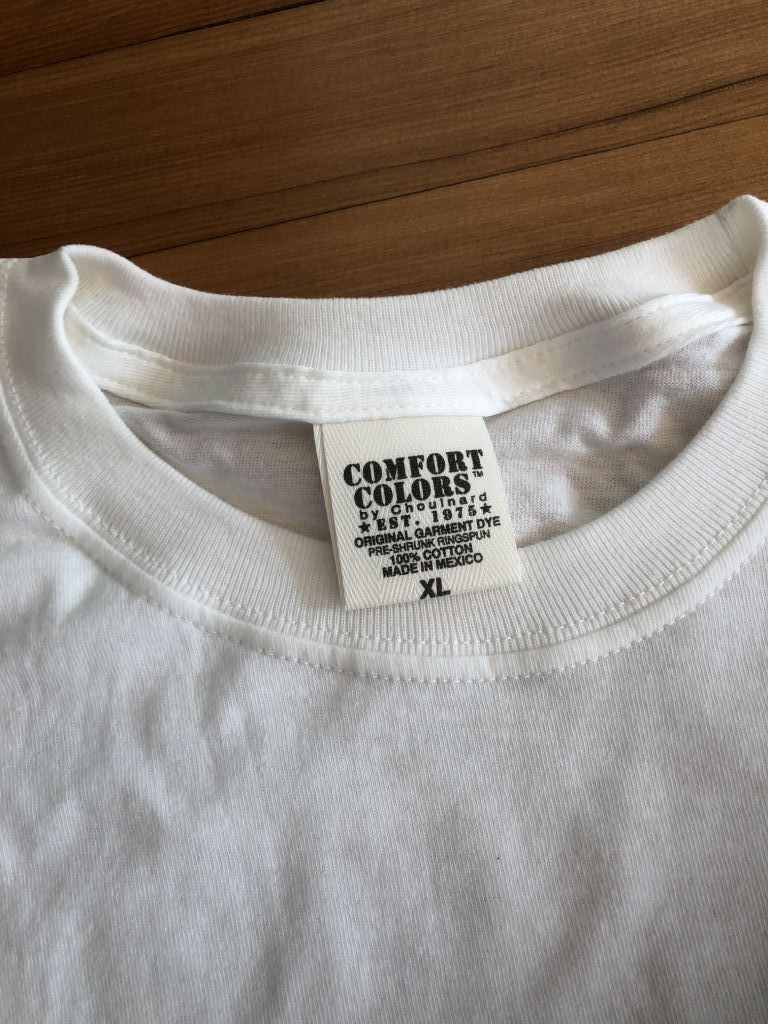 COMFORT
COLORS™
by Chouinard
★EST. 1975★
ORIGINAL GARMENT DYE
PRE-SHRUNK RINGSPUN
100% COTTON
MADE IN MEXICO
XL